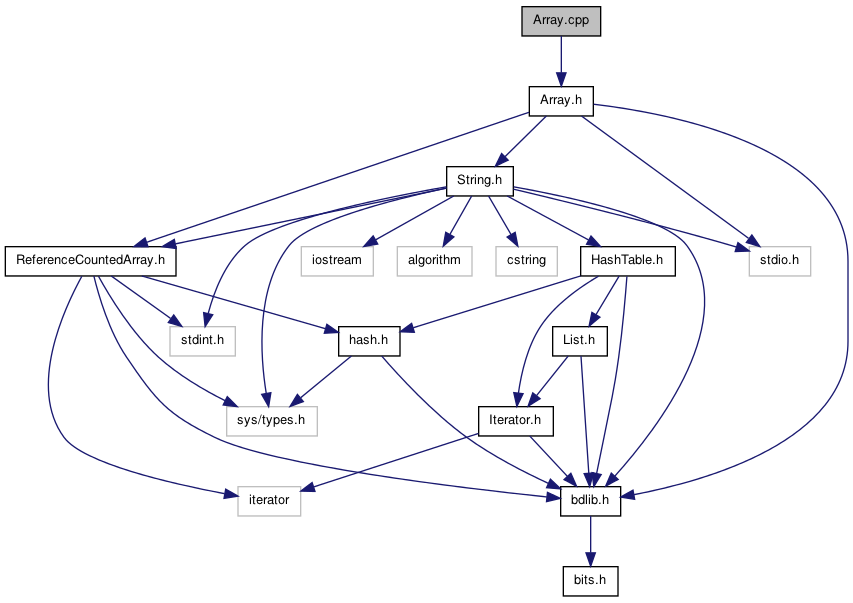 Array.cpp
Array.h
String.h
ReferenceCountedArray.h
iostream
algorithm
cstring
HashTable.h
stdio.h
stdint.h
hash.h
List.h
sys/types.h
Iterator.h
iterator
bdlib.h
bits.h